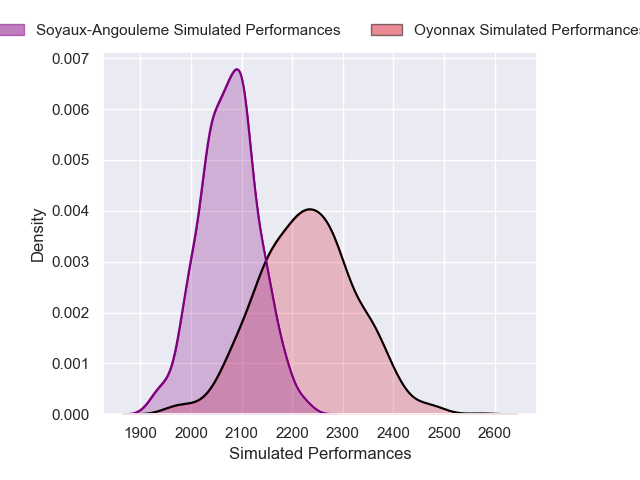 Soyaux-Angouleme Simulated Performances Oyonnax Simulated Performances
0.007
0.006
0.005
0.004
0.003
0.002
0.001
0.000
Density
1900 2000 2100 2200 2300 2400 2500 2600
Simulated Performances